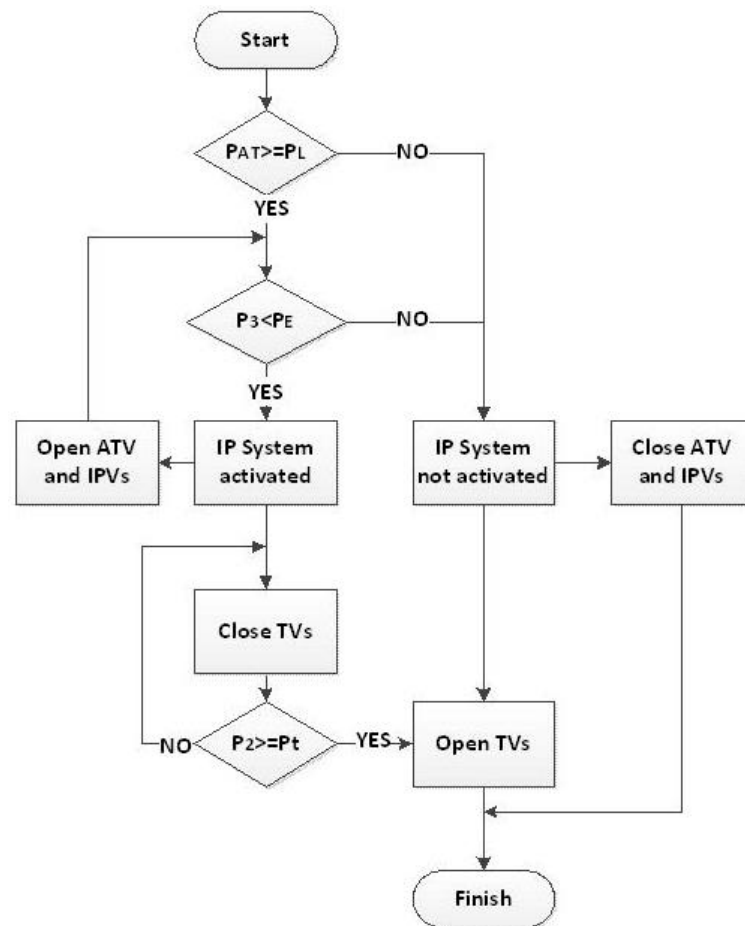 Start
PAT>=PL
NO
YES
P3<PE
NO
YES
Open ATV
and IPVs
IP System
activated
IP System
not activated
Close ATV
and IPVs
Close TVs
NO
P2>=Pt
YES
Open TVs
Finish